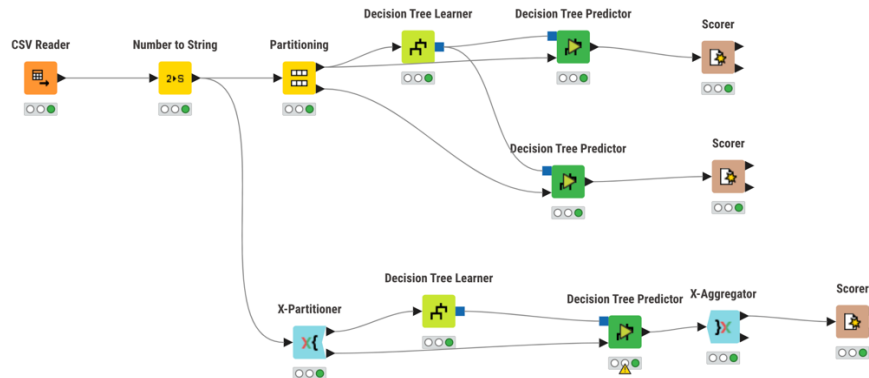 Decision Tree Learner
Decision Tree Predictor
Scorer
CSV Reader
Number to String
Partitioning
2▸S
Decision Tree Predictor
Scorer
Decision Tree Learner
X-Partitioner
Decision Tree Predictor
X-Aggregator
Scorer
X{
}X